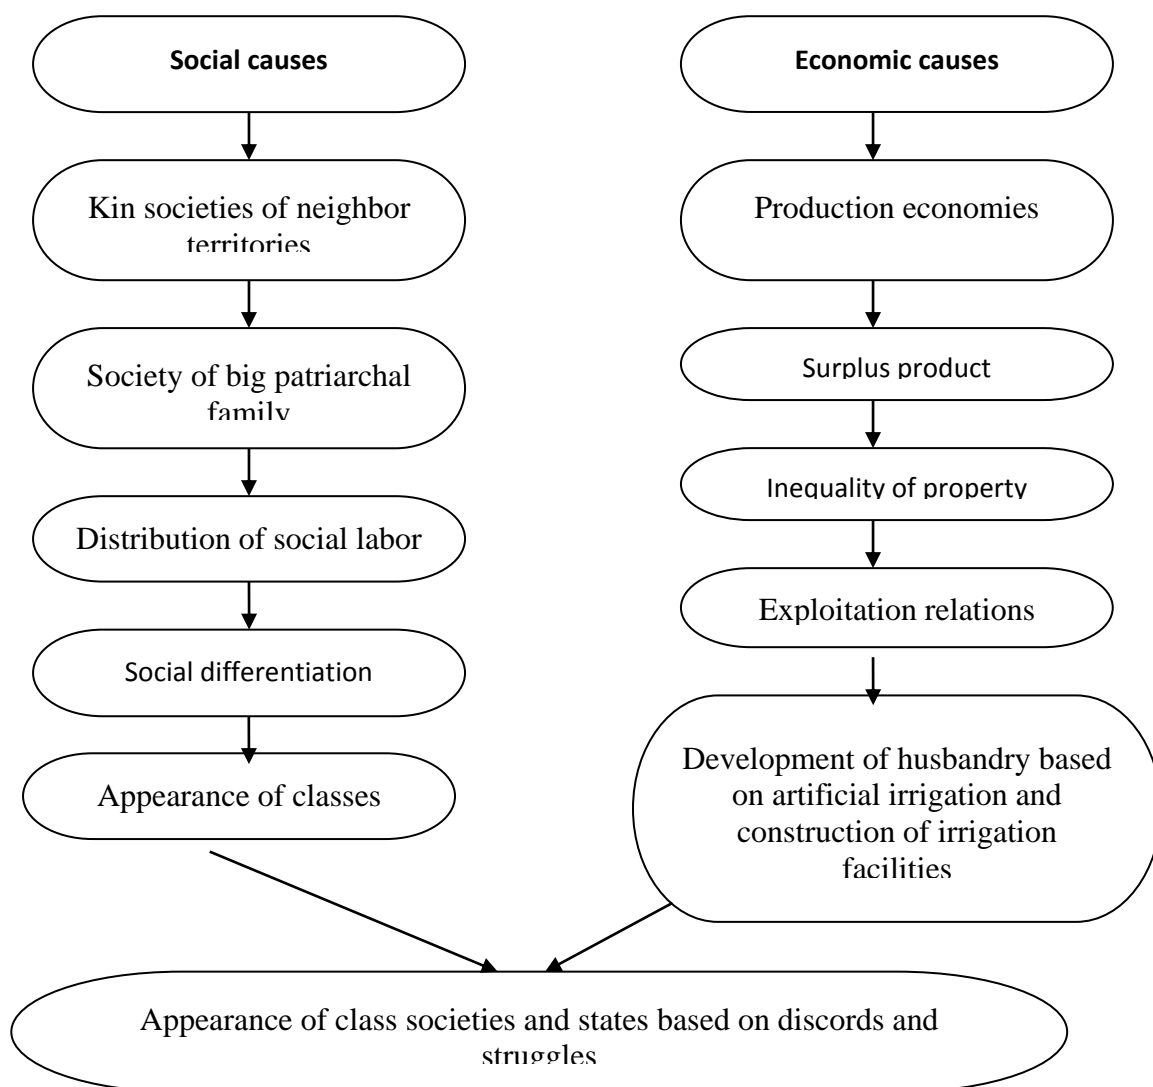 Social causes
Kin societies of neighbor
territories
Society of big patriarchal
family
Distribution of social labor
Social differentiation
Appearance of classes
Economic causes
Production economies
Surplus product
Inequality of property
Exploitation relations
Development of husbandry based
on artificial irrigation and
construction of irrigation
facilities
Appearance of class societies and states based on discords and
struggles